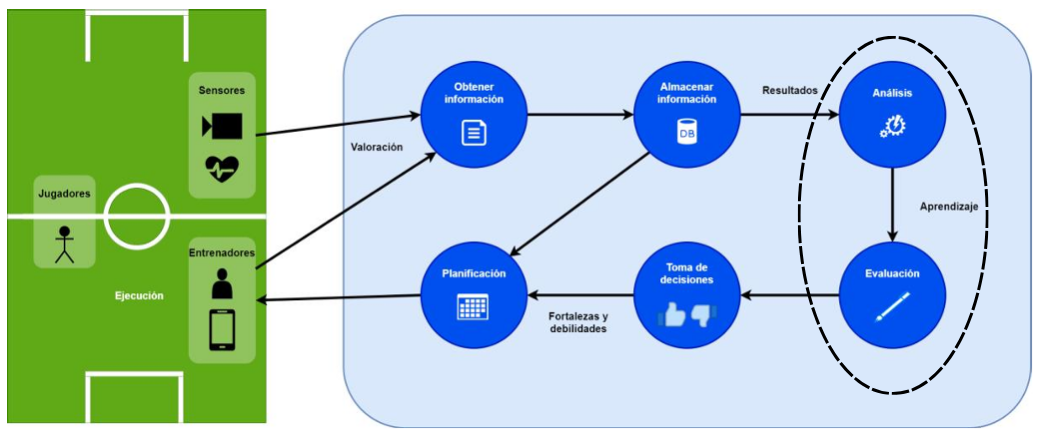 Sensores
Jugadores
Entrenadores
Ejecución
Valoración
Obtener
información
Almacenar
información
Resultados
Análisis
DB
Aprendizaje
Planificación
Toma de
decisiones
Evaluación
Fortalezas y
debilidades